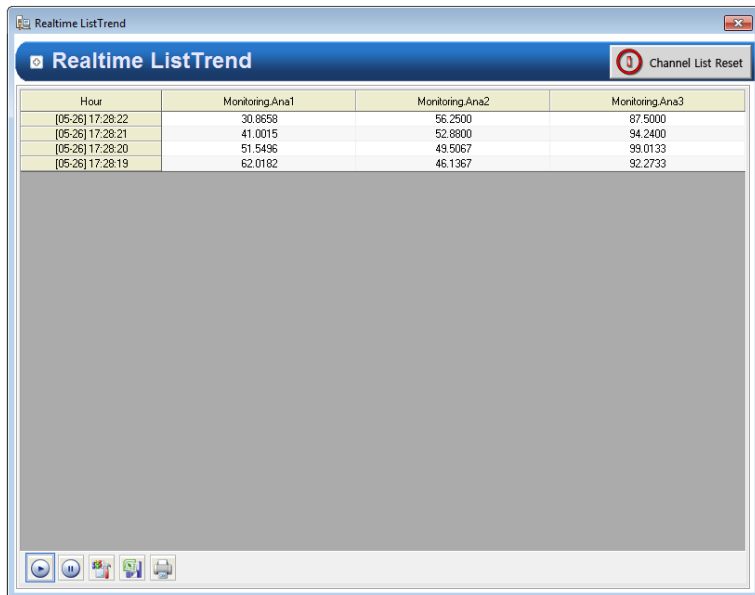 Realtime ListTrend
Realtime ListTrend
Channel List Reset
Hour Monitoring.Ana1 Monitoring.Ana2 Monitoring.Ana3
[05-26] 17:28:22 30.8658 56.2500 87.5000
[05-26] 17:28:21 41.0015 52.8800 94.2400
[05-26] 17:28:20 51.5496 49.5067 99.0133
[05-26] 17:28:19 62.0182 46.1367 92.2733